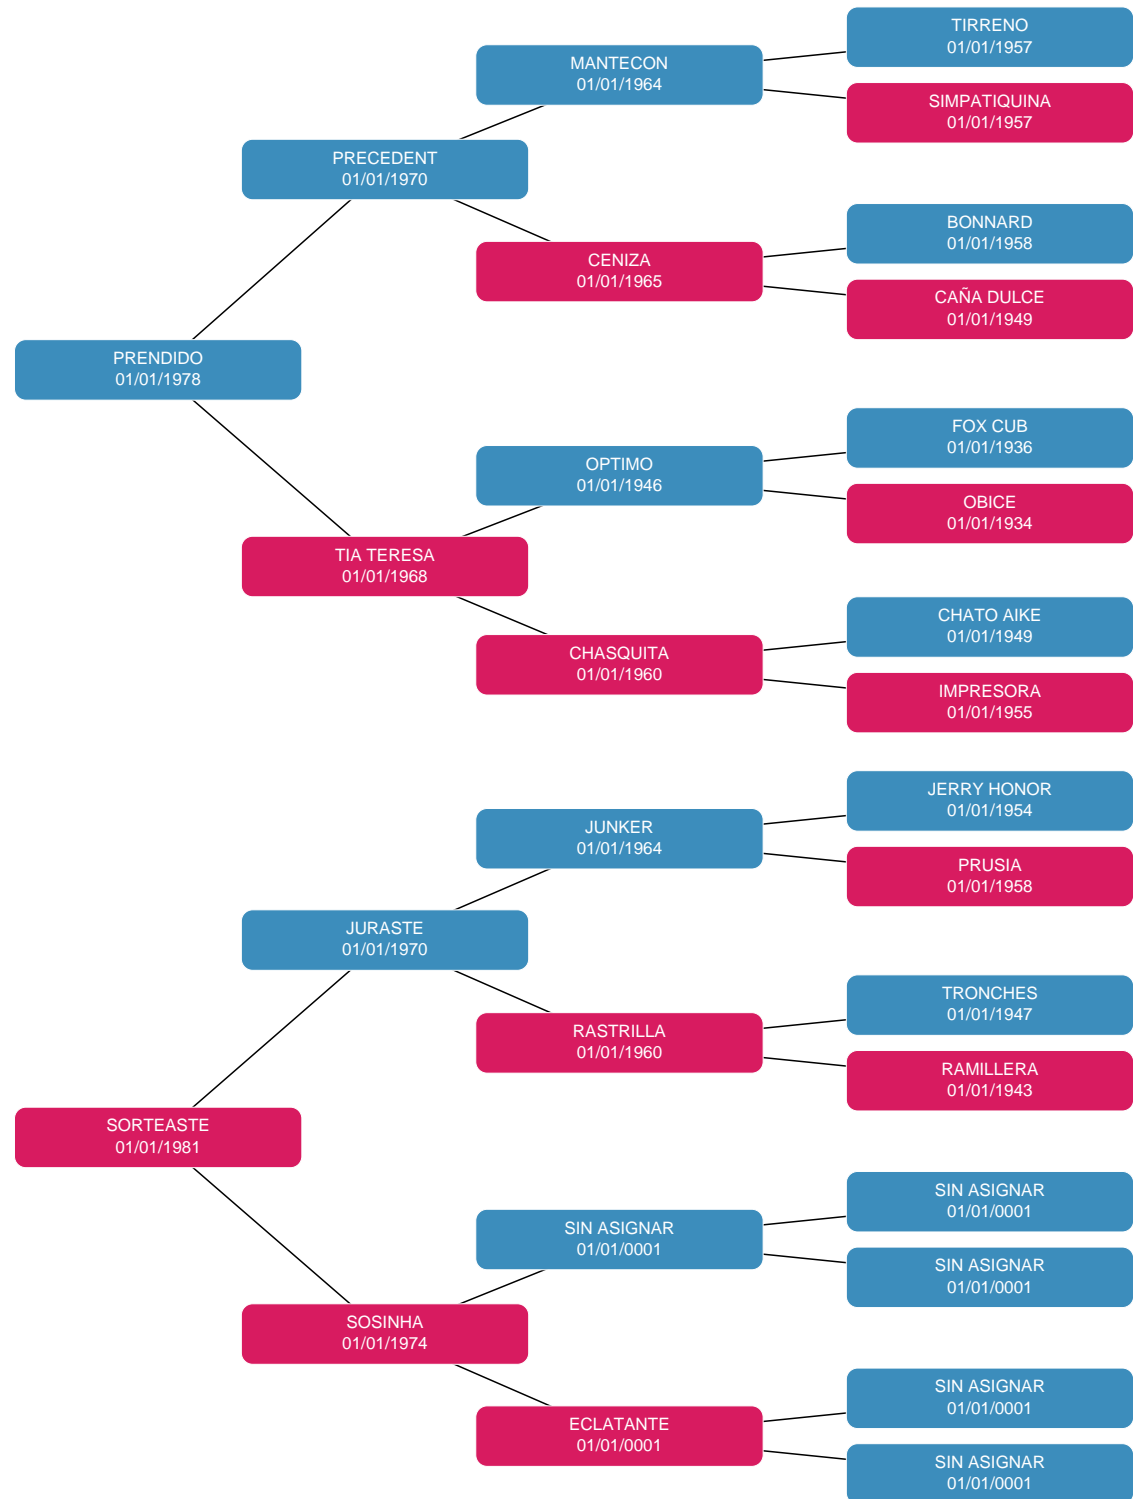 TIRRENO
01/01/1957
MANTECON
01/01/1964
SIMPATIQUINA
01/01/1957
PRECEDENT
01/01/1970
BONNARD
01/01/1958
CENIZA
01/01/1965
CAÑA DULCE
01/01/1949
PRENDIDO
01/01/1978
FOX CUB
01/01/1936
OPTIMO
01/01/1946
OBICE
01/01/1934
TIA TERESA
01/01/1968
CHATO AIKE
01/01/1949
CHASQUITA
01/01/1960
IMPRESORA
01/01/1955
JERRY HONOR
01/01/1954
JUNKER
01/01/1964
PRUSIA
01/01/1958
JURASTE
01/01/1970
TRONCHES
01/01/1947
RASTRILLA
01/01/1960
RAMILLERA
01/01/1943
SORTEASTE
01/01/1981
SIN ASIGNAR
01/01/0001
SIN ASIGNAR
01/01/0001
SIN ASIGNAR
01/01/0001
SOSINHA
01/01/1974
SIN ASIGNAR
01/01/0001
ECLATANTE
01/01/0001
SIN ASIGNAR
01/01/0001